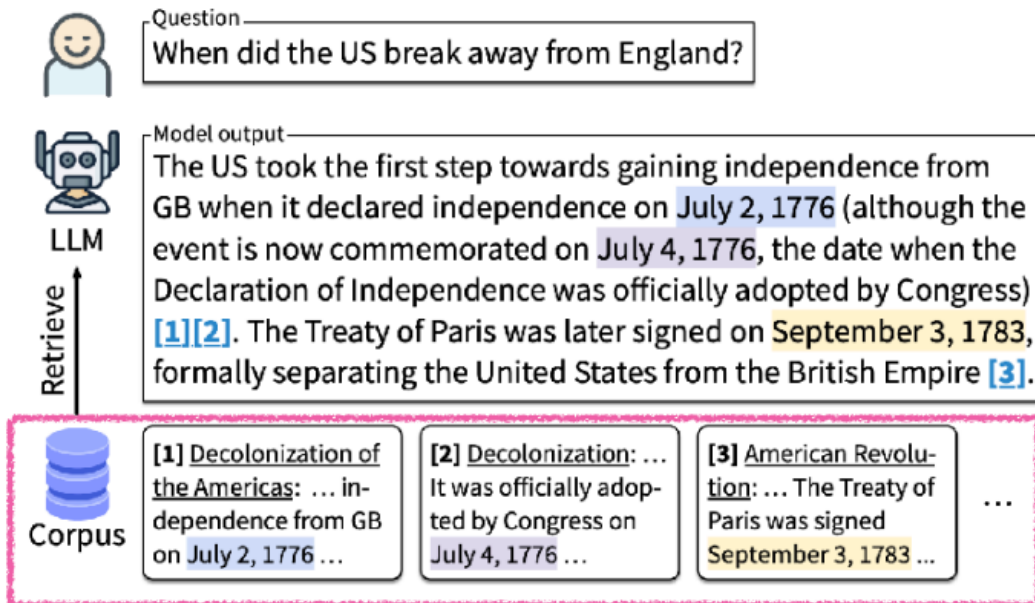 Question
When did the US break away from England?
Model output
The US took the first step towards gaining independence from
GB when it declared independence on July 2, 1776 (although the
event is now commemorated on July 4, 1776, the date when the
Declaration of Independence was officially adopted by Congress)
[1][2]. The Treaty of Paris was later signed on September 3, 1783,
formally separating the United States from the British Empire [3].
LLM
Retrieve
Corpus
[1] Decolonization of
the Americas: … in-
dependence from GB
on July 2, 1776 …
[2] Decolonization: …
It was officially adop-
ted by Congress on
July 4, 1776 …
[3] American Revolu-
tion: … The Treaty of
Paris was signed
September 3, 1783 ...
…